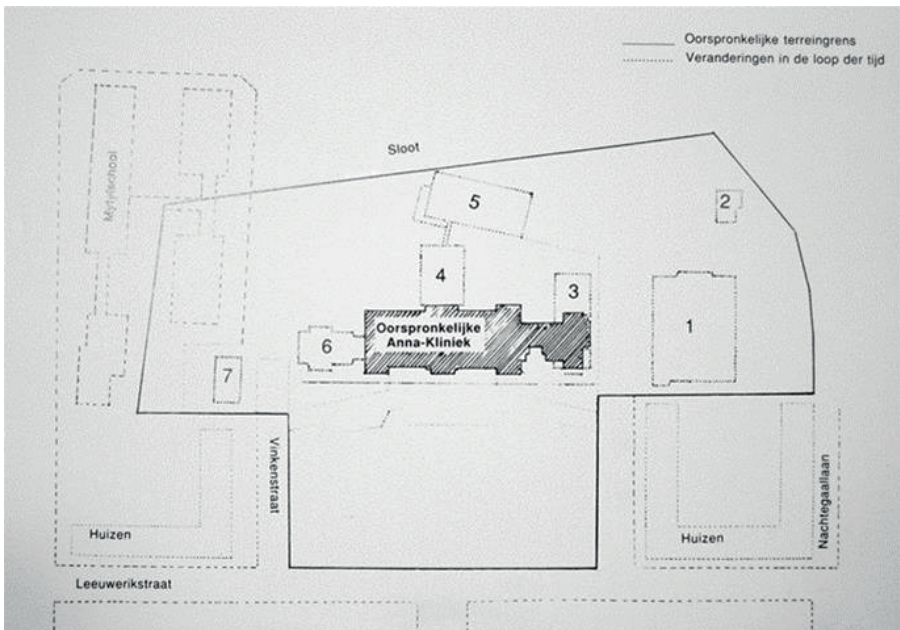 Oorspronkelijke terreingrens
Veranderingen in de loop der tijd
Sloot
Mytylschool
5
2
4
3
1
Oorspronkelijke
Anna-Kliniek
6
7
Vinkenstraat
Nachtegaallaan
Huizen
Huizen
Leeuwerikstraat